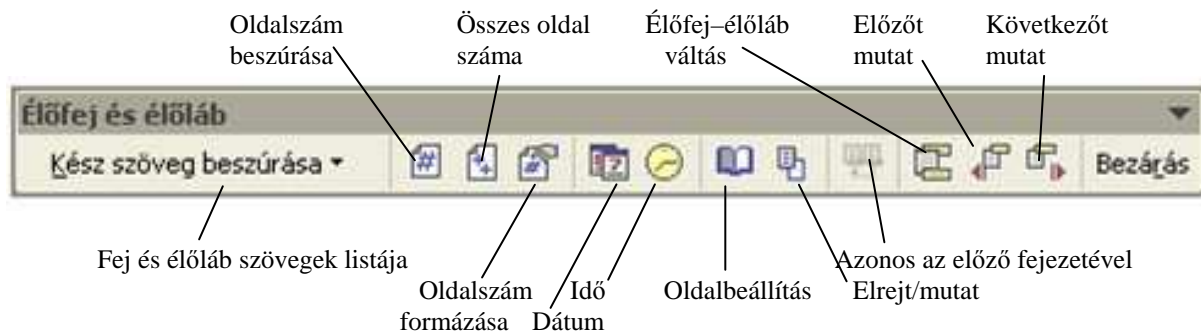 Oldalszám
beszúrása
Összes oldal
száma
Élőfej–élőláb
váltás
Előzőt
mutat
Következőt
mutat
Élőfej és élőláb
Kész szöveg beszúrása
Bezárás
Fej és élőláb szövegek listája
Azonos az előző fejezetével
Oldalszám
formázása
Dátum
Idő
Oldalbeállítás
Elrejt/mutat